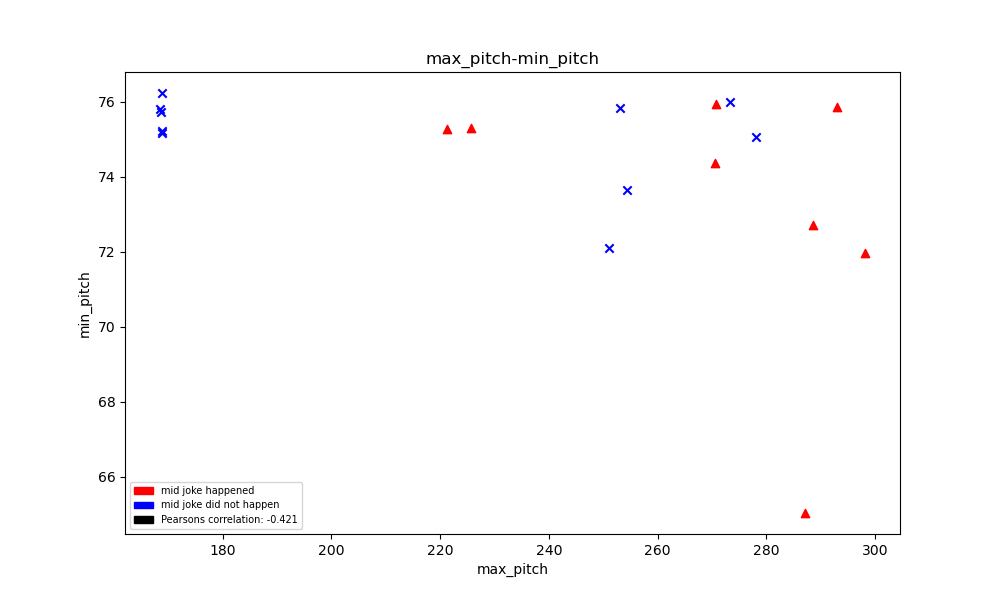 max_pitch-min_pitch
76
74
72
70
68
66
min_pitch
mid joke happened
mid joke did not happen
Pearsons correlation: -0.421
180 200 220 240 260 280 300
max_pitch